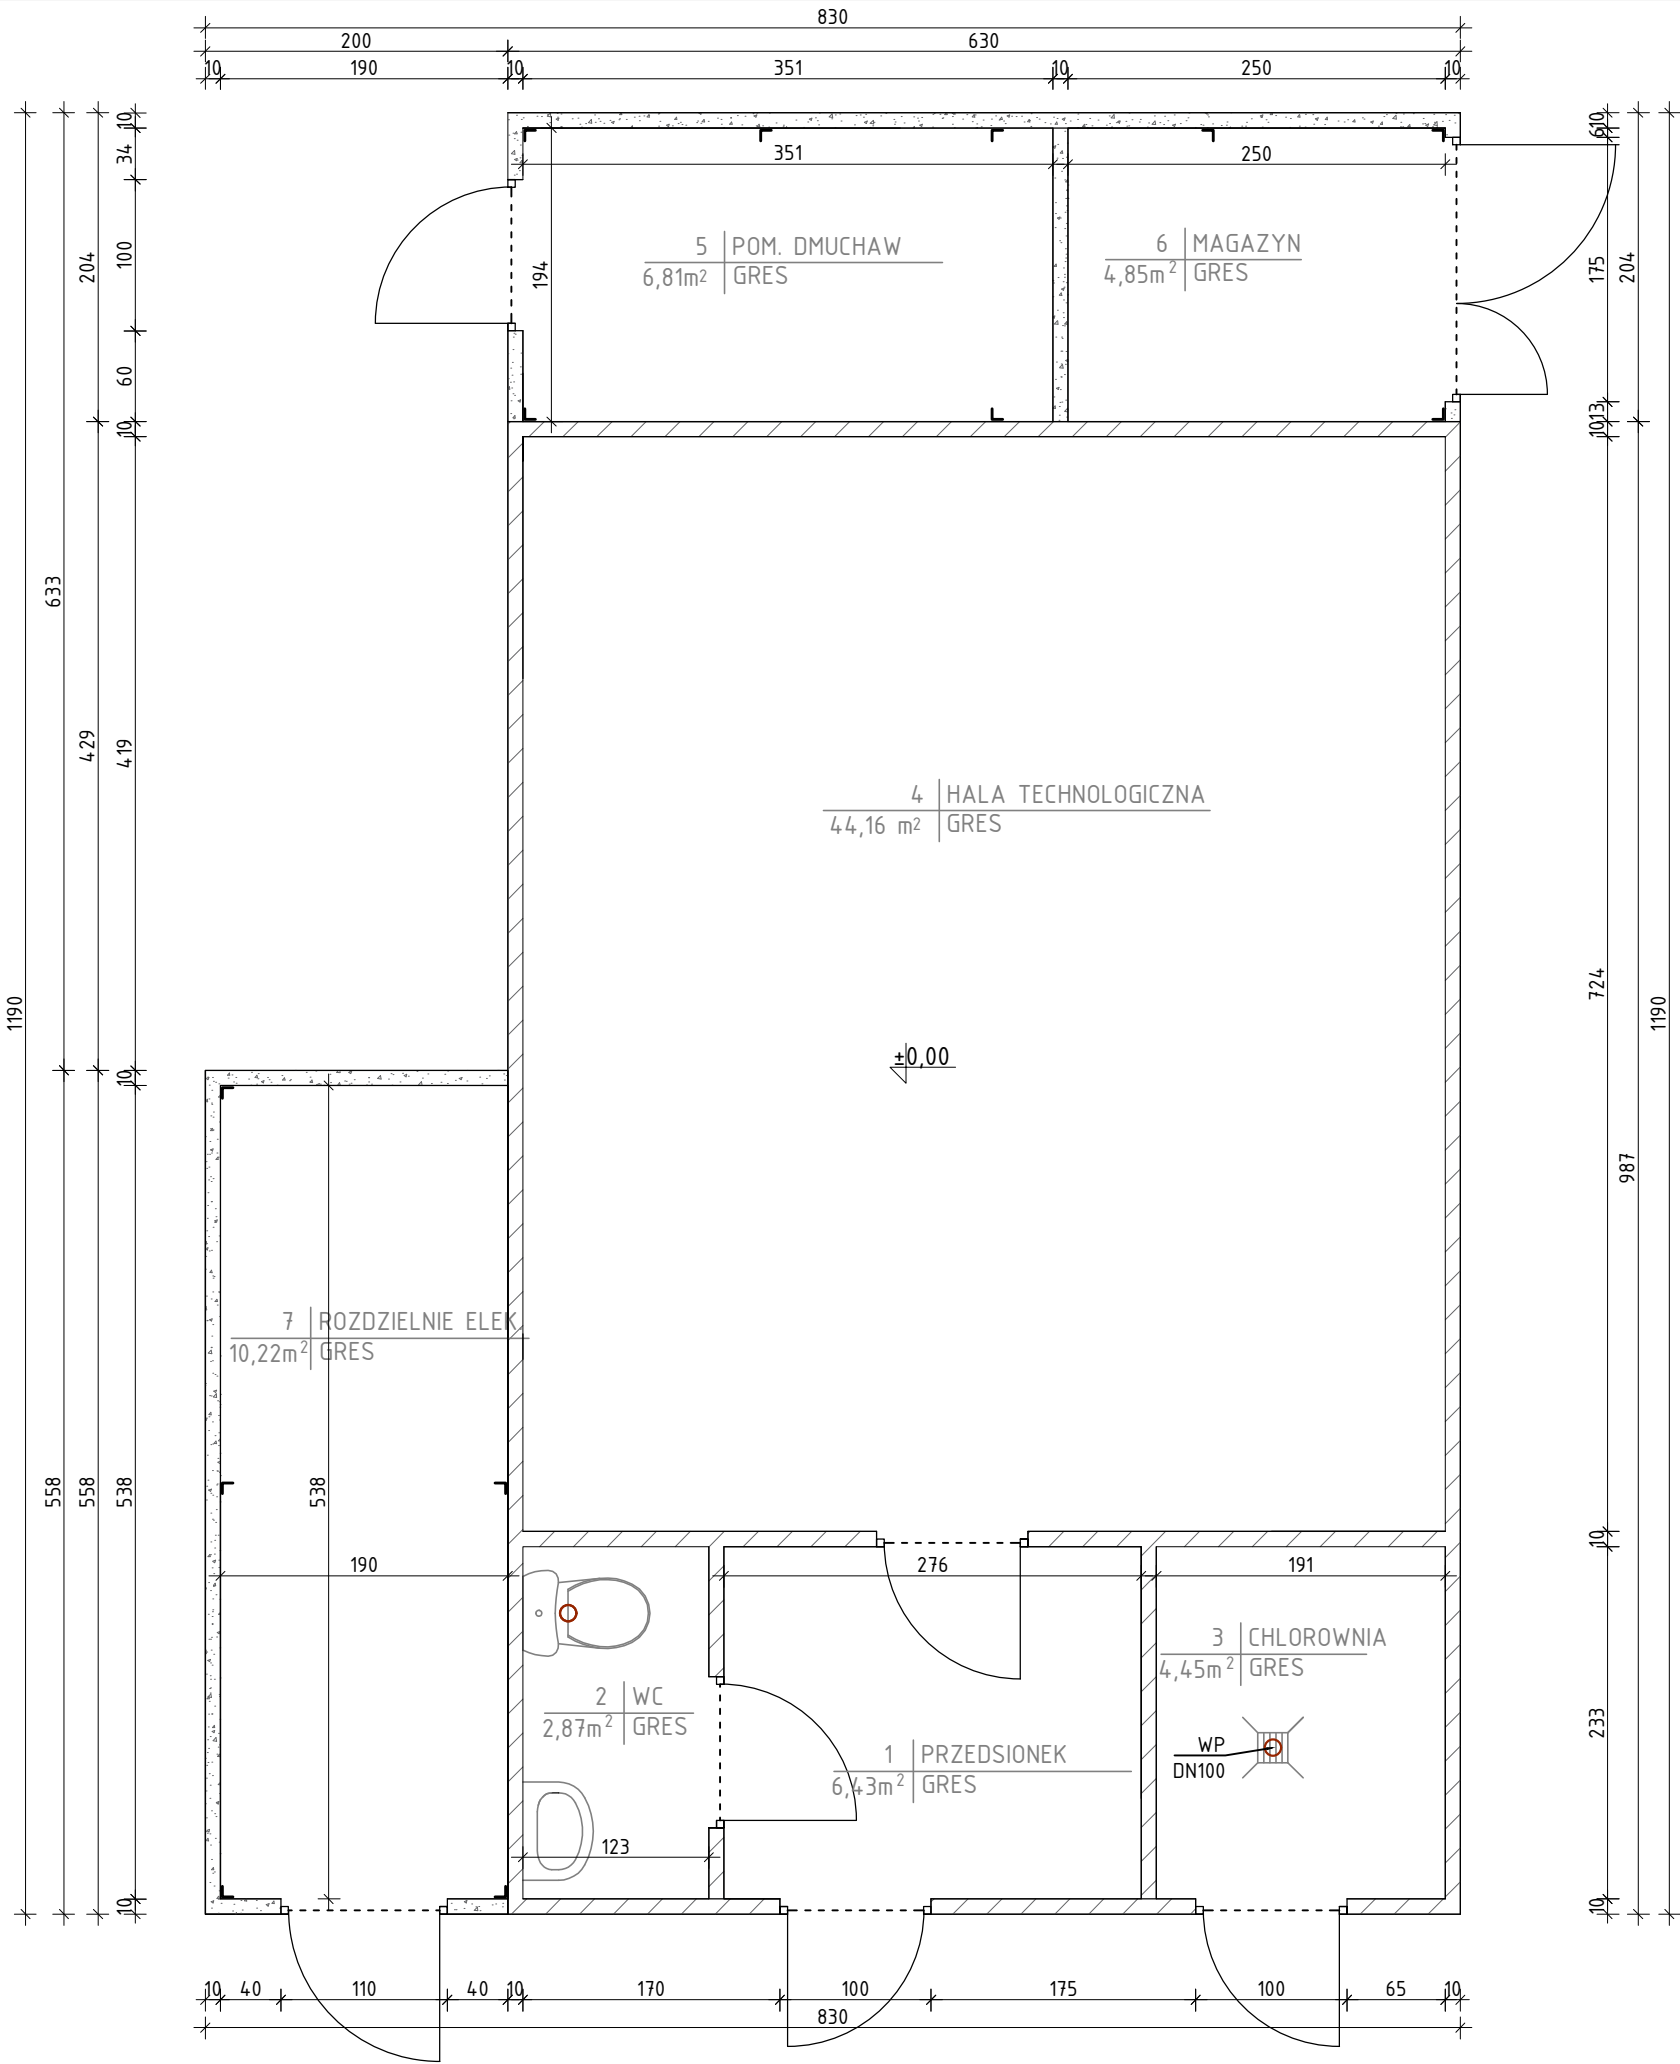 830
200 630
10 190 10 351 10 250 10
351 250
10 34 100 60 10 419 10 538 10
204 429 558
633 558
1190
194
5 POM. DMUCHAW
6,81m² GRES
6 MAGAZYN
4,85m² GRES
610 175 1013 724 10 233 10
204 987
1190
4 HALA TECHNOLOGICZNA
44,16 m² GRES
±0,00
7 ROZDZIELNIE ELEK.
10,22m² GRES
538
190 276 191
3 CHLOROWNIA
4,45m² GRES
2 WC
2,87m² GRES
1 PRZEDSIONEK
6,43m² GRES
WP
DN100
123
10 40 110 40 10 170 100 175 100 65 10
830